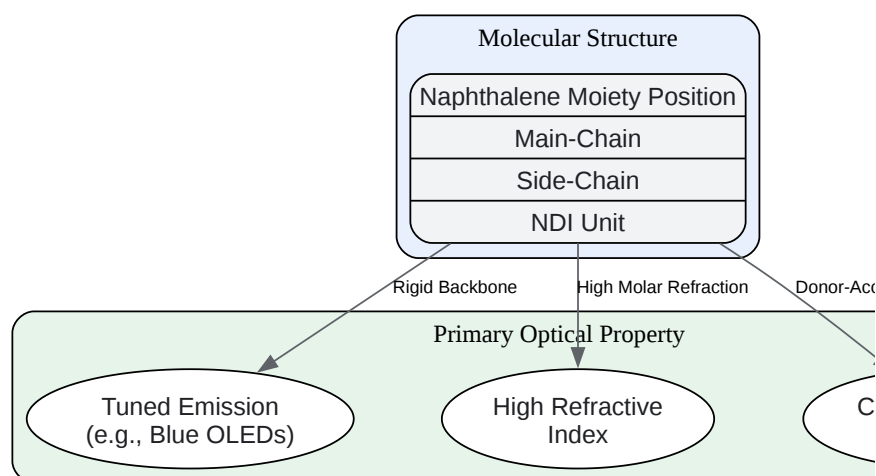 Molecular Structure
Naphthalene Moiety Position
Main-Chain
Side-Chain
NDI Unit
Rigid Backbone
High Molar Refraction
Primary Optical Property
Tuned Emission
(e.g., Blue OLEDs)
High Refractive
Index